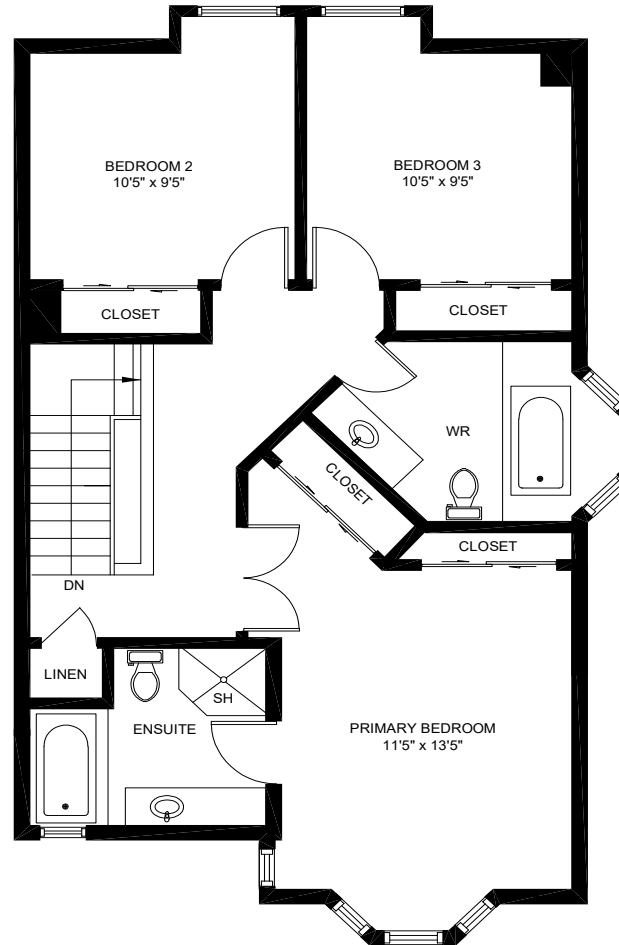 BEDROOM 2
10'5" x 9'5"
BEDROOM 3
10'5" x 9'5"
CLOSET
CLOSET
WR
CLOSET
CLOSET
DN
LINEN
SH
ENSUITE
PRIMARY BEDROOM
11'5" x 13'5"